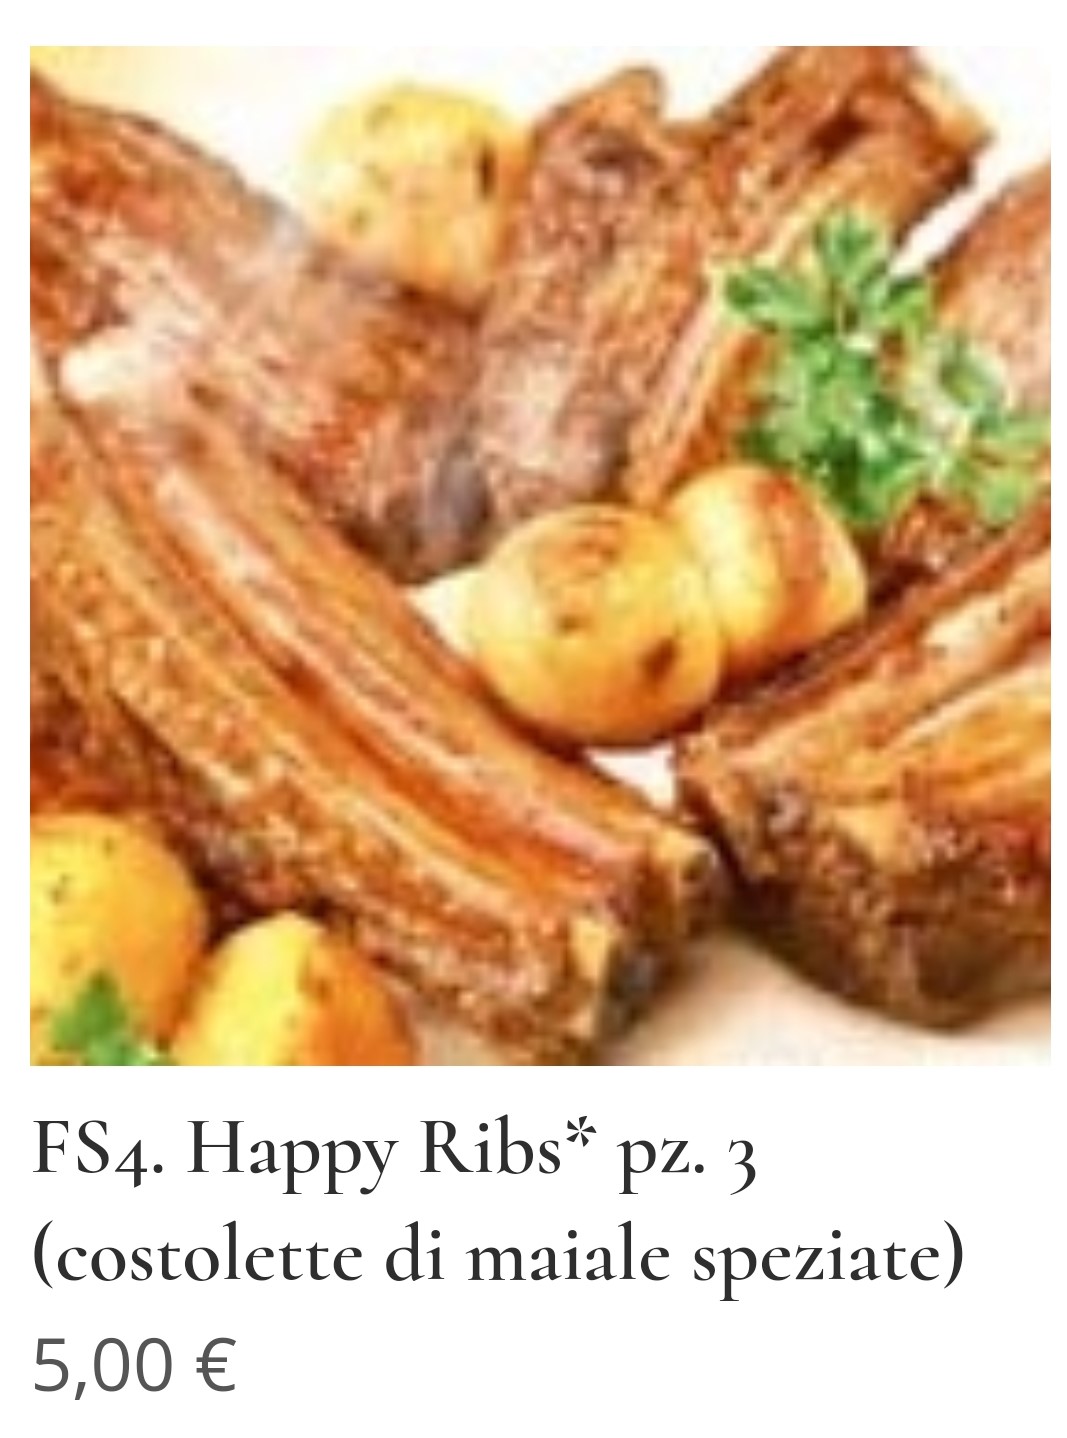 FS4. Happy Ribs* pz. 3
(costolette di maiale speziate)
5,00 €